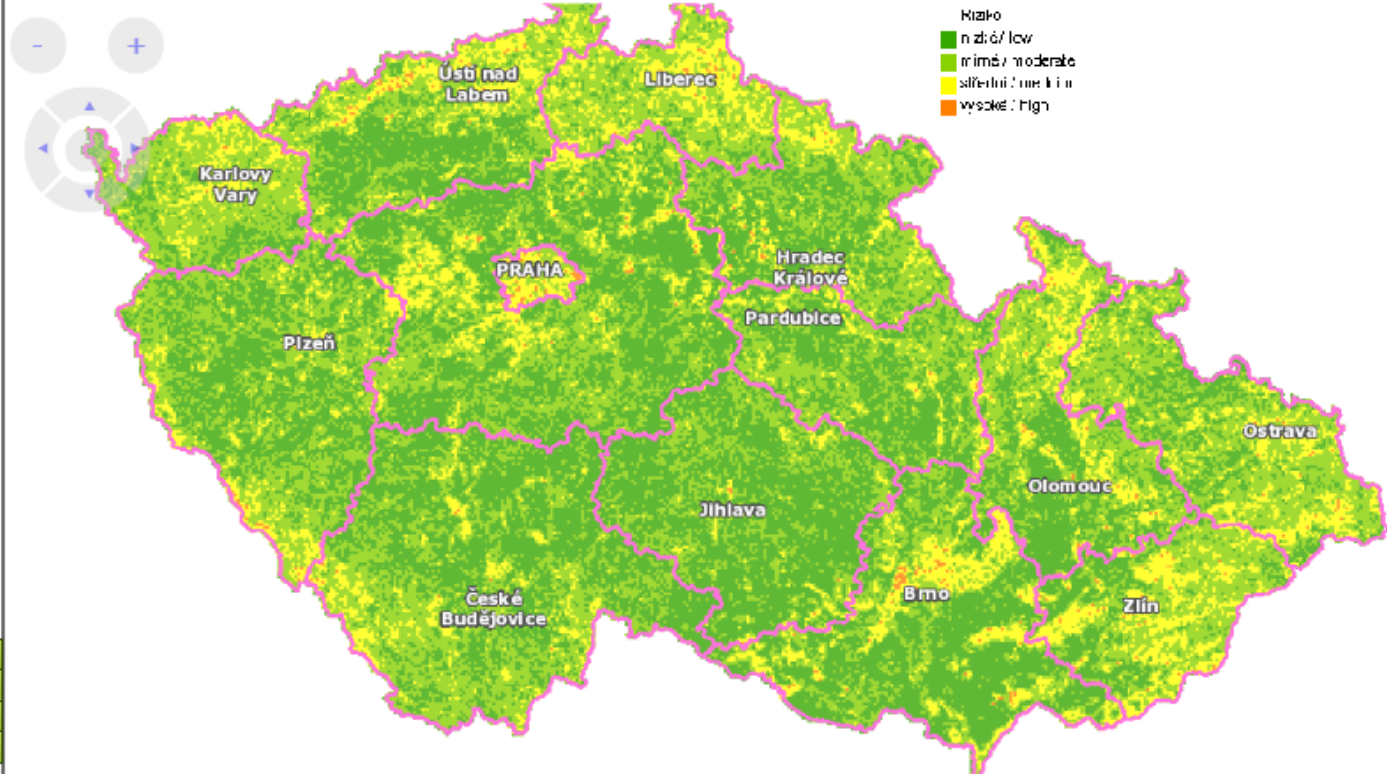 -
+
Riziko
nízké / low
mírné / moderate
střední / medium
vysoké / high
Ústí nad
Labem
Liberec
Karlovy
Vary
PRAHA
Hradec
Králové
Pardubice
Plzeň
Ostrava
Olomouc
Jihlava
Brno
České
Budějovice
Zlín